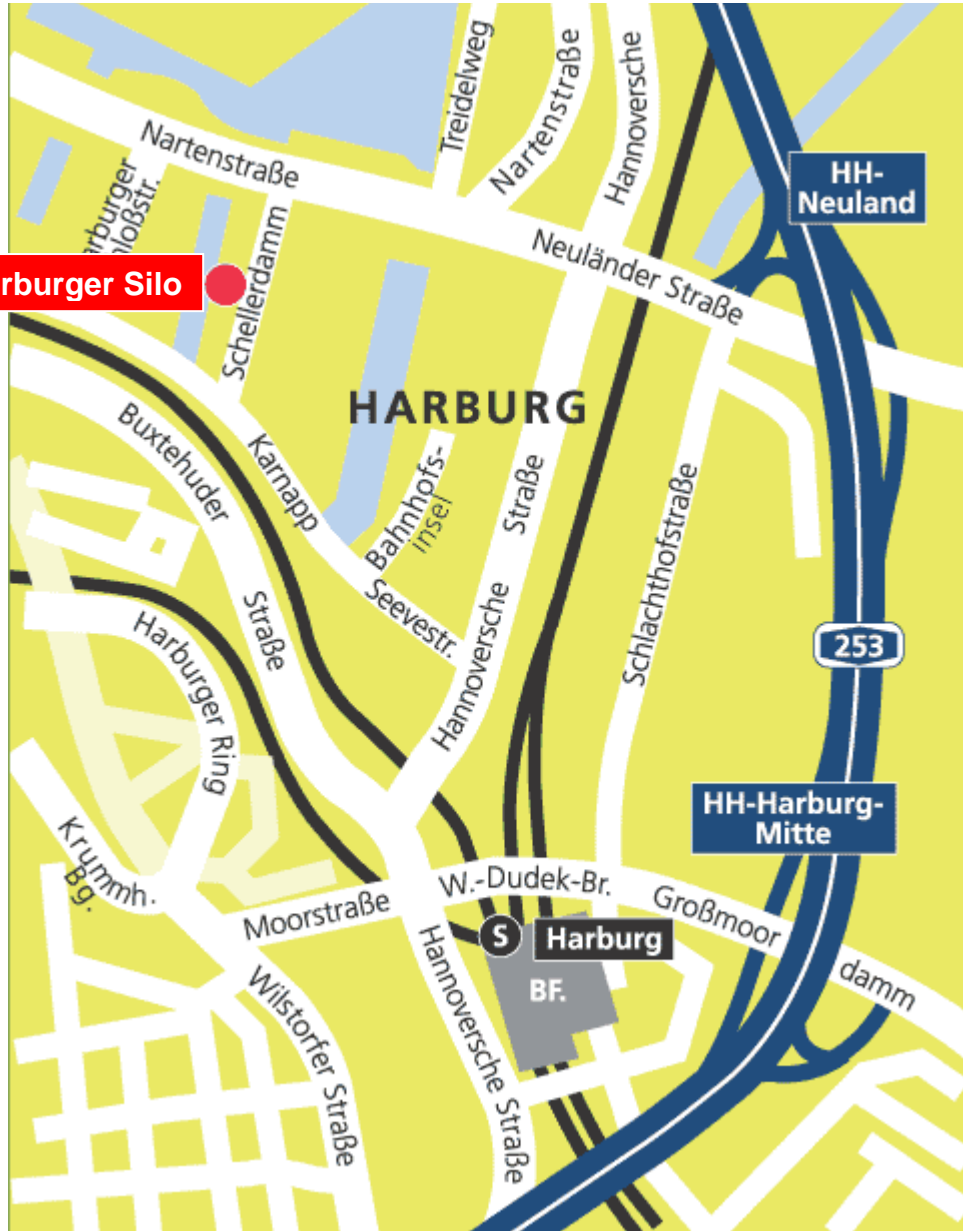 Treidelweg
Nartenstraße
Hannoversche
Nartenstraße
HH-
Neuland
arburger
loßstr.
Neuländer Straße
rburger Silo
Schellerdamm
HARBURG
Buxtehuder
Straße
Karnapp
Bahnhofs-
insel
Straße
Schlachthofstraße
Seevestr.
Hannoversche
253
Harburger Ring
HH-Harburg-
Mitte
Krummh.
Bg.
W.-Dudek-Br.
Großmoor
damm
Moorstraße
S
Harburg
BF.
Hannoversche Straße
Wilstorfer Straße